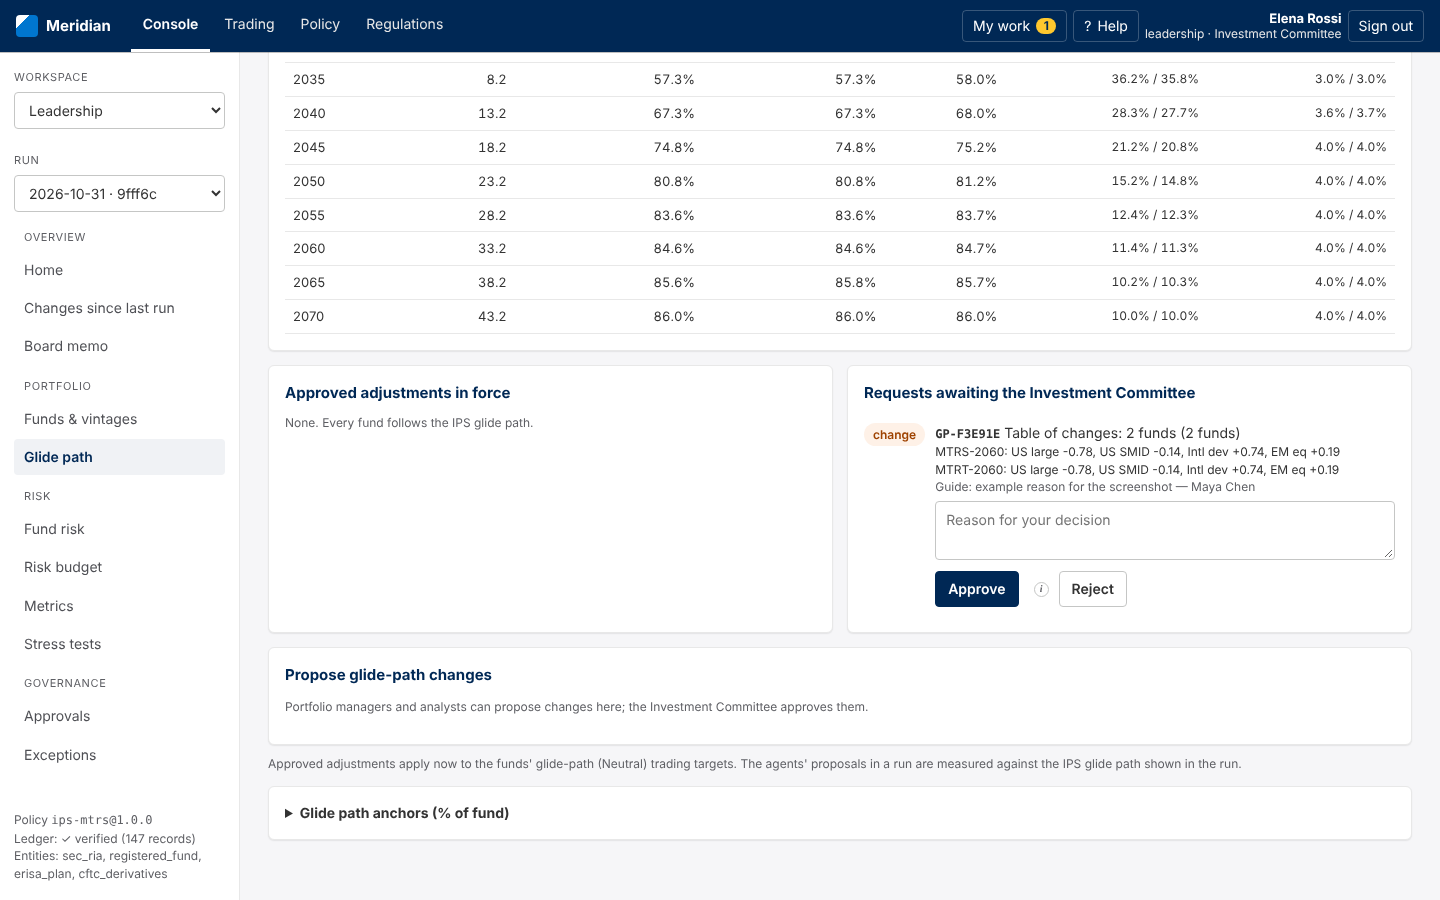 Meridian
Console
Trading
Policy
Regulations
My work 1
? Help
Elena Rossi
leadership · Investment Committee
Sign out
WORKSPACE
Leadership
RUN
2026-10-31 · 9fff6c
OVERVIEW
Home
Changes since last run
Board memo
PORTFOLIO
Funds & vintages
Glide path
RISK
Fund risk
Risk budget
Metrics
Stress tests
GOVERNANCE
Approvals
Exceptions
Policy ips-mtrs@1.0.0
Ledger: ✓ verified (147 records)
Entities: sec_ria, registered_fund,
erisa_plan, cftc_derivatives
2035 8.2 57.3% 57.3% 58.0% 36.2% / 35.8% 3.0% / 3.0%
2040 13.2 67.3% 67.3% 68.0% 28.3% / 27.7% 3.6% / 3.7%
2045 18.2 74.8% 74.8% 75.2% 21.2% / 20.8% 4.0% / 4.0%
2050 23.2 80.8% 80.8% 81.2% 15.2% / 14.8% 4.0% / 4.0%
2055 28.2 83.6% 83.6% 83.7% 12.4% / 12.3% 4.0% / 4.0%
2060 33.2 84.6% 84.6% 84.7% 11.4% / 11.3% 4.0% / 4.0%
2065 38.2 85.6% 85.8% 85.7% 10.2% / 10.3% 4.0% / 4.0%
2070 43.2 86.0% 86.0% 86.0% 10.0% / 10.0% 4.0% / 4.0%
Approved adjustments in force
None. Every fund follows the IPS glide path.
Requests awaiting the Investment Committee
change
GP-F3E91E Table of changes: 2 funds (2 funds)
MTRS-2060: US large -0.78, US SMID -0.14, Intl dev +0.74, EM eq +0.19
MTRT-2060: US large -0.78, US SMID -0.14, Intl dev +0.74, EM eq +0.19
Guide: example reason for the screenshot — Maya Chen
Reason for your decision
Approve
i
Reject
Propose glide-path changes
Portfolio managers and analysts can propose changes here; the Investment Committee approves them.
Approved adjustments apply now to the funds' glide-path (Neutral) trading targets. The agents' proposals in a run are measured against the IPS glide path shown in the run.
Glide path anchors (% of fund)